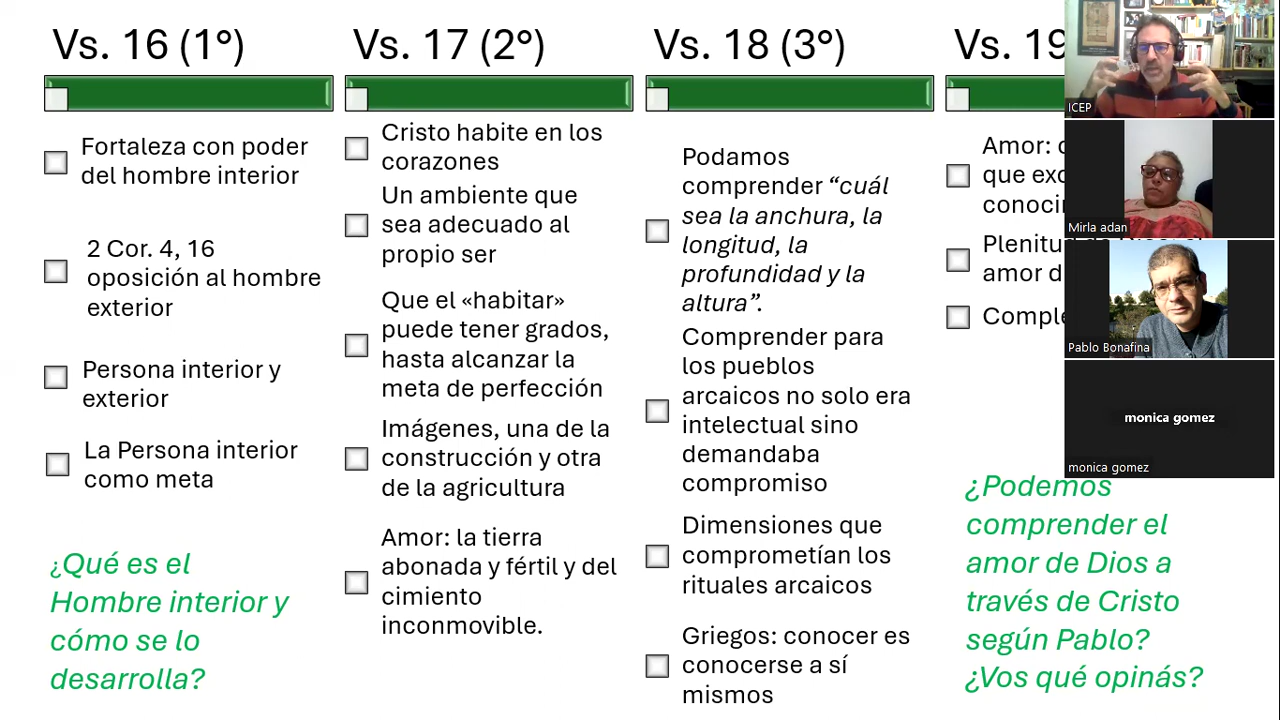 Vs. 16 (1°)
Fortaleza con poder
del hombre interior
2 Cor. 4, 16
oposición al hombre
exterior
Persona interior y
exterior
La Persona interior
como meta
¿Qué es el
Hombre interior y
cómo se lo
desarrolla?
Vs. 17 (2°)
Cristo habite en los
corazones
Un ambiente que
sea adecuado al
propio ser
Que el «habitar»
puede tener grados,
hasta alcanzar la
meta de perfección
Imágenes, una de la
construcción y otra
de la agricultura
Amor: la tierra
abonada y fértil y del
cimiento
inconmovible.
Vs. 18 (3°)
Podamos
comprender “cuál
sea la anchura, la
longitud, la
profundidad y la
altura”.
Comprender para
los pueblos
arcaicos no solo era
intelectual sino
demandaba
compromiso
Dimensiones que
comprometían los
rituales arcaicos
Griegos: conocer es
conocerse a sí
mismos
Vs. 19
Amor:
que
amor
¿Podemos
comprender el
amor de Dios a
través de Cristo
según Pablo?
¿Vos qué opinás?
ICEP
Mirla adan
Pablo Bonafina
monica gomez
monica gomez